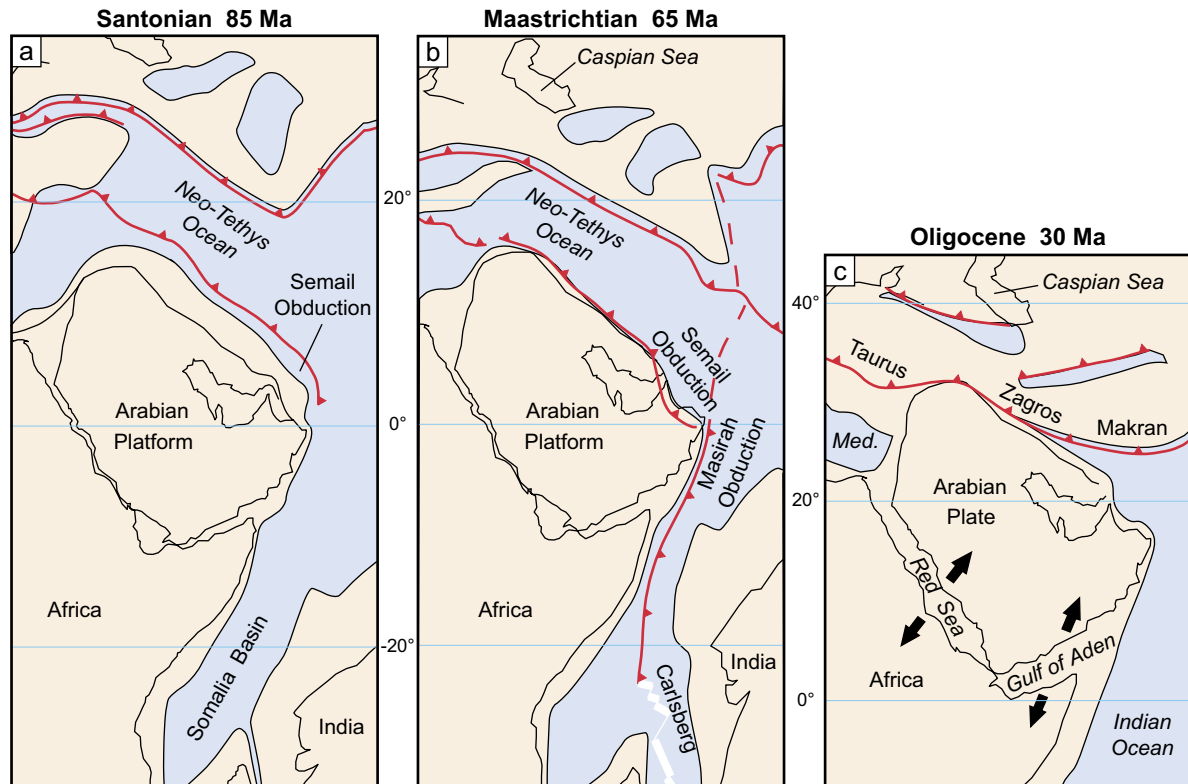 Santonian 85 Ma
a
Neo-Tethys
Ocean
Semail
Obduction
Arabian
Platform
Africa
Somalia Basin
India
Maastrichtian 65 Ma
b
Caspian Sea
20°
Neo-Tethys
Ocean
Semail
Obduction
Arabian
Platform
0°
Masirah
Obduction
Africa
-20°
India
Carlsberg
Oligocene 30 Ma
c
Caspian Sea
40°
Taurus
Zagros
Makran
Med.
Arabian
Plate
20°
Red Sea
Africa
Gulf of Aden
0°
Indian
Ocean